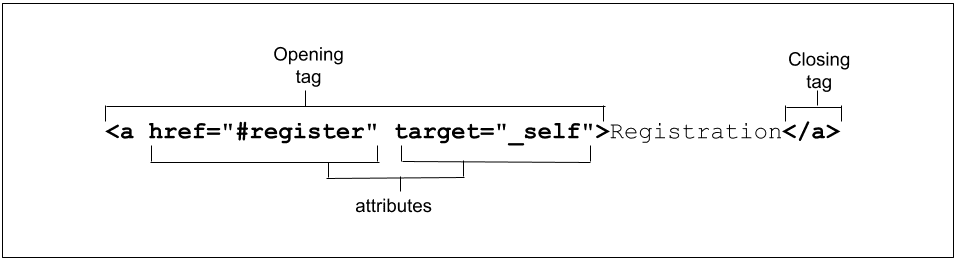 Opening
tag
Closing
tag
<a href="#register" target="_self">Registration</a>
attributes